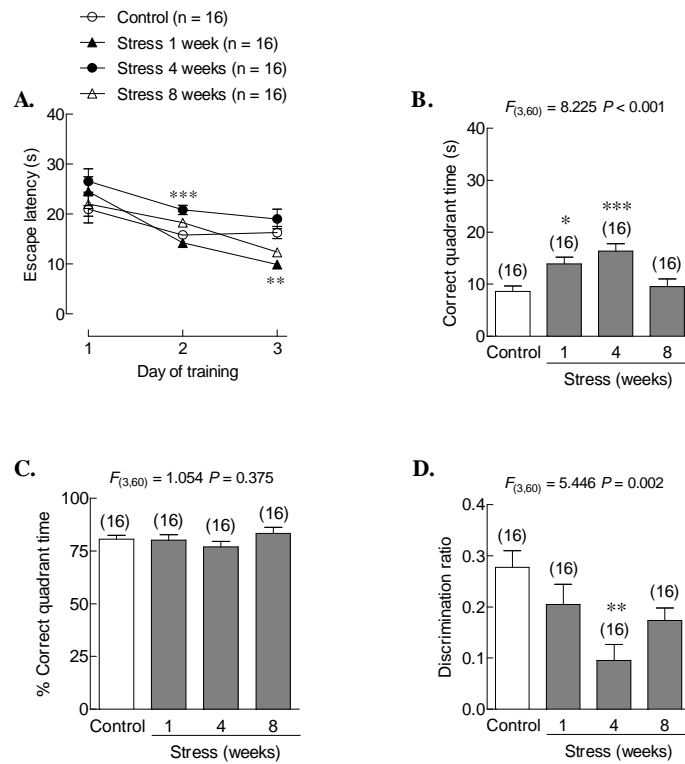 Control (n = 16)
Stress 1 week (n = 16)
Stress 4 weeks (n = 16)
Stress 8 weeks (n = 16)
A.
Escape latency (s)
40
30
20
10
0
***
**
1 2 3
Day of training
B.
F(3,60) = 8.225 P < 0.001
Correct quadrant time (s)
40
30
20
10
0
(16)
*
(16)
***
(16)
(16)
Control 1 4 8
Stress (weeks)
C.
F(3,60) = 1.054 P = 0.375
% Correct quadrant time
100
75
50
25
0
(16) (16) (16) (16)
Control 1 4 8
Stress (weeks)
D.
F(3,60) = 5.446 P = 0.002
Discrimination ratio
0.4
0.3
0.2
0.1
0.0
(16)
(16)
**
(16)
(16)
Control 1 4 8
Stress (weeks)